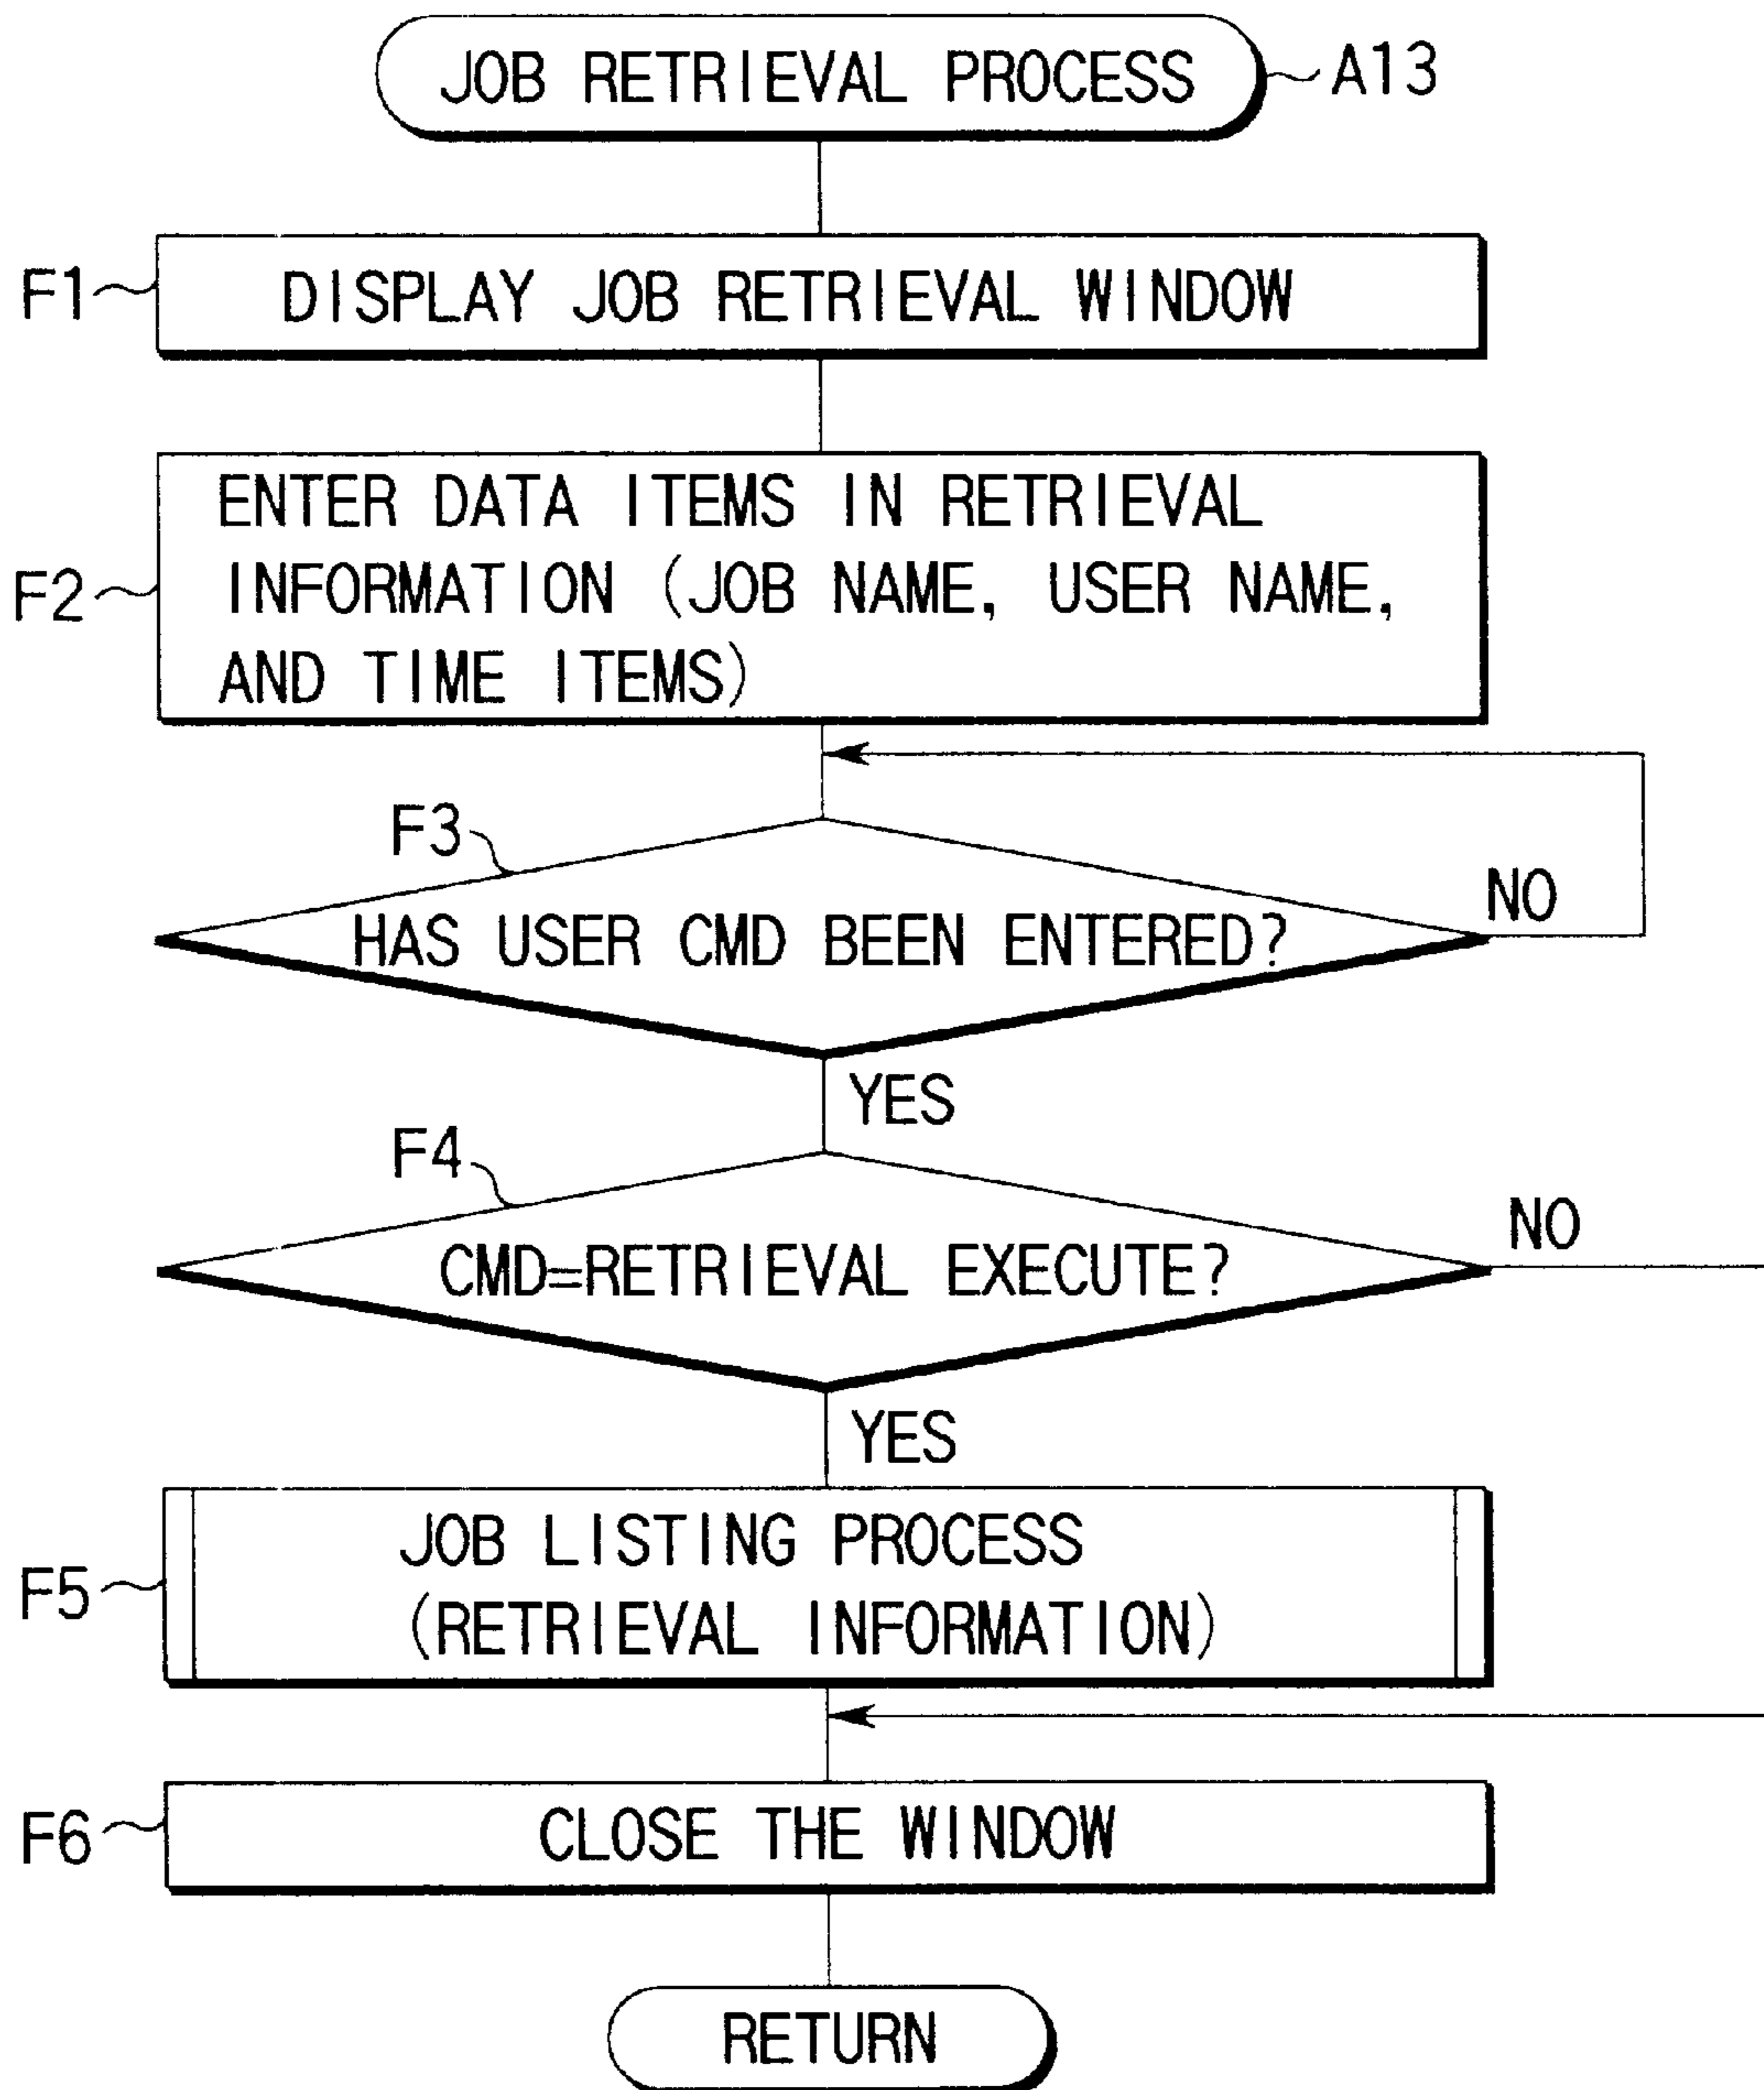 JOB RETRIEVAL PROCESS
A13
F1
DISPLAY JOB RETRIEVAL WINDOW
F2
ENTER DATA ITEMS IN RETRIEVAL
INFORMATION (JOB NAME, USER NAME,
AND TIME ITEMS)
F3
HAS USER CMD BEEN ENTERED?
NO
YES
F4
CMD=RETRIEVAL EXECUTE?
NO
YES
F5
JOB LISTING PROCESS
(RETRIEVAL INFORMATION)
F6
CLOSE THE WINDOW
RETURN